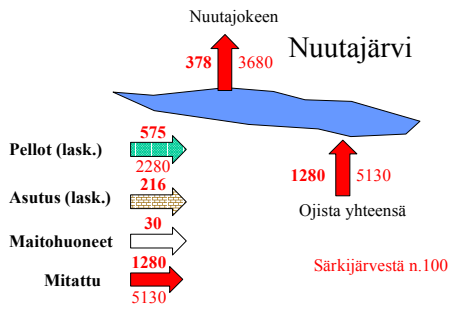 Nuutajokeen
378 3680
Nuutajärvi
575
Pellot (lask.)
2280
216
Asutus (lask.)
30
Maitohuoneet
1280
Mitattu
5130
1280 5130
Ojista yhteensä
Särkijärvestä n.100